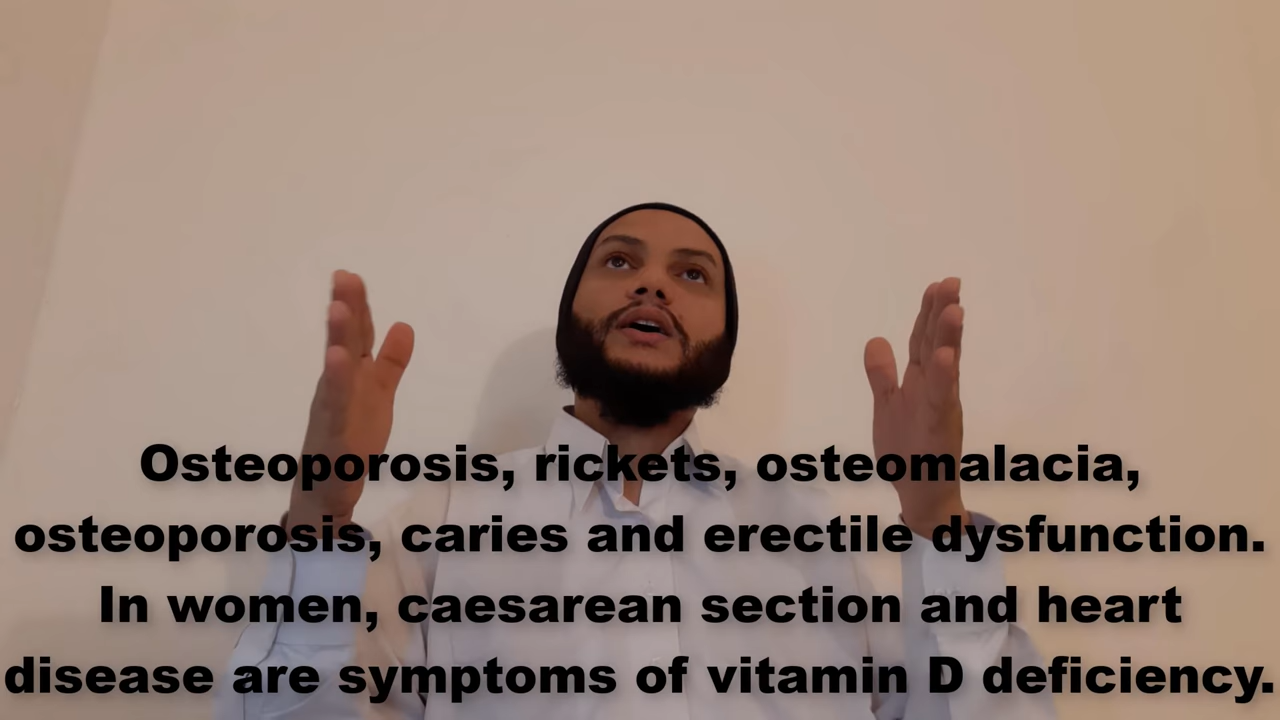 Osteoporosis, rickets, osteomalacia,
osteoporosis, caries and erectile dysfunction.
In women, caesarean section and heart
disease are symptoms of vitamin D deficiency.